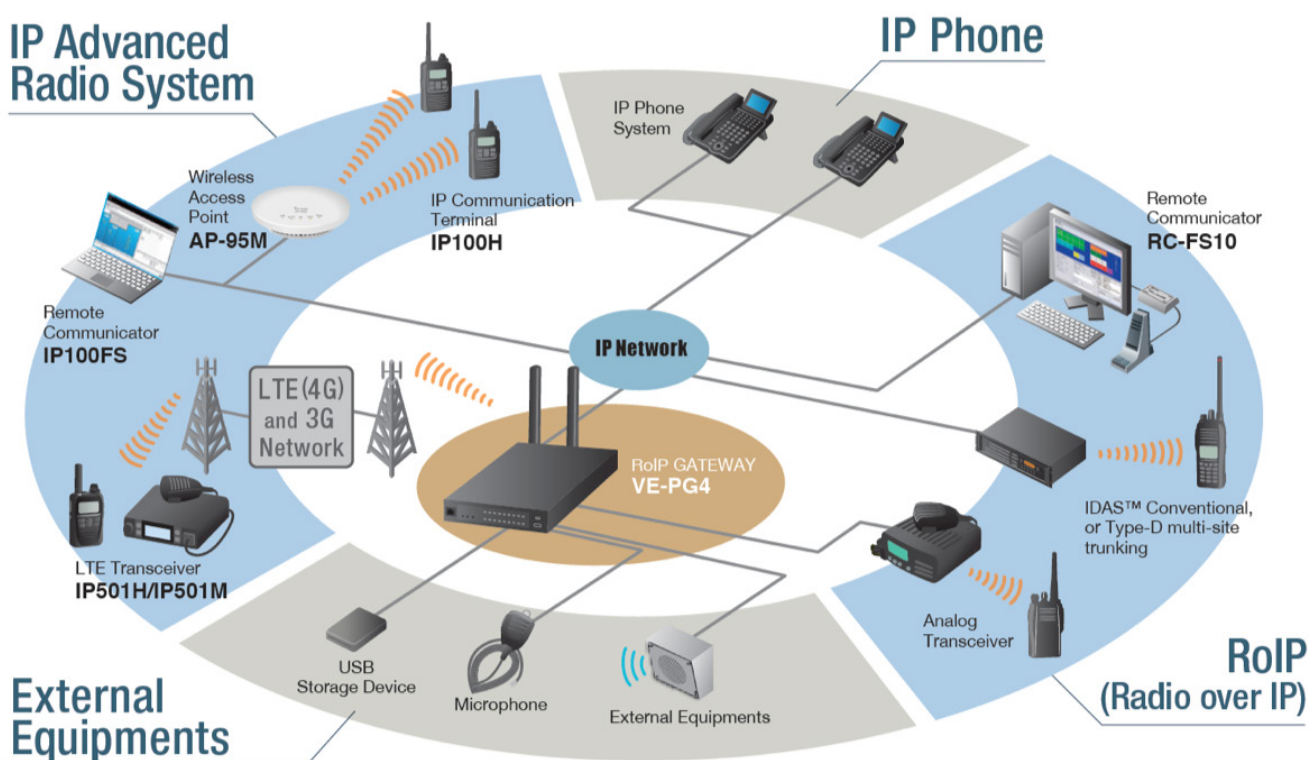 IP Advanced
Radio System
IP Phone
IP Phone
System
Wireless
Access
Point
AP-95M
IP Communication
Terminal
IP100H
Remote
Communicator
RC-FS10
Remote
Communicator
IP100FS
IP Network
LTE(4G)
and 3G
Network
RoIP GATEWAY
VE-PG4
IDAS™ Conventional,
or Type-D multi-site
trunking
LTE Transceiver
IP501H/IP501M
Analog
Transceiver
USB
Storage Device
Microphone
External Equipments
RoIP
(Radio over IP)
External
Equipments